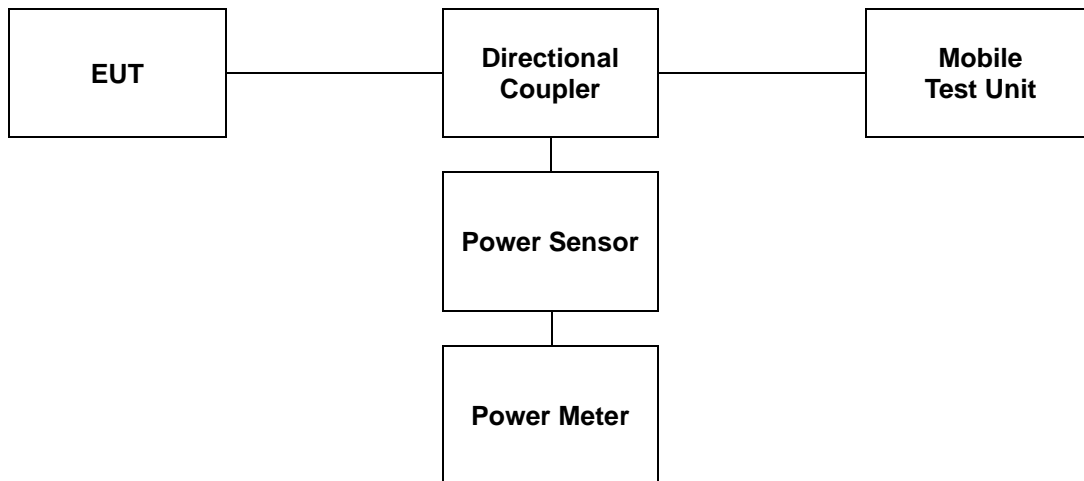 EUT
Directional
Coupler
Mobile
Test Unit
Power Sensor
Power Meter